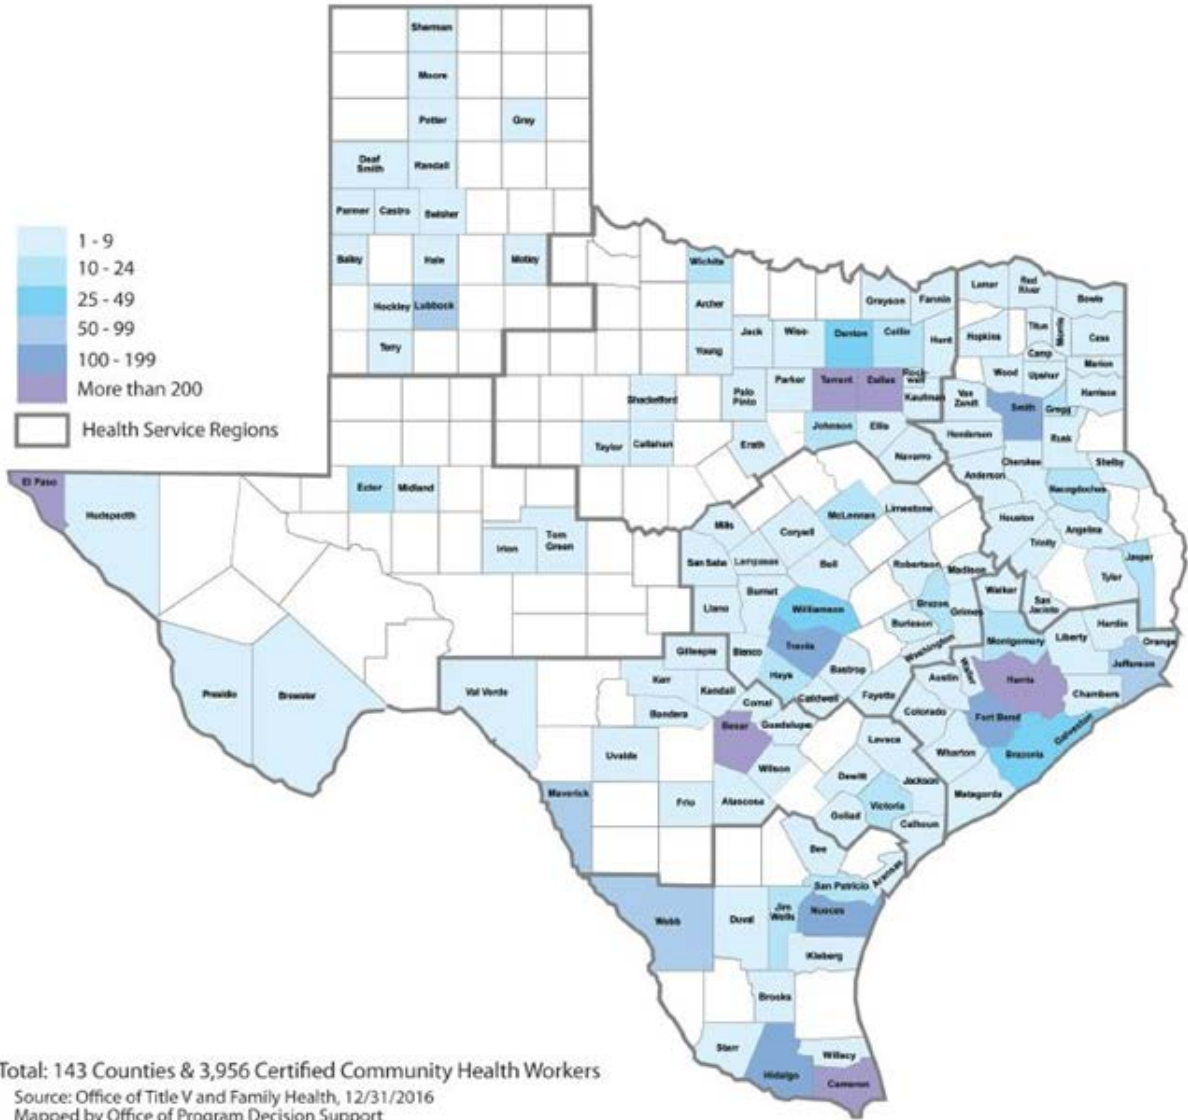 Sherman
Moore
Potter
Gray
Deaf
Smith
Randall
Parmer
Castro
Swisher
Bailey
Hale
Motley
Hockley
Lubbock
Terry
1 - 9
10 - 24
25 - 49
50 - 99
100 - 199
More than 200
Health Service Regions
Wichita
Archer
Young
Jack
Wise
Denton
Collin
Grayson
Fannin
Hunt
Lamar
Red
River
Bowie
Hopkins
Titus
Morris
Cass
Camp
Marion
Wood
Upshur
Harrison
Palo
Pinto
Parker
Tarrant
Dallas
Rock-
wall
Kaufman
Van
Zandt
Smith
Gregg
Rusk
Shackelford
Taylor
Callahan
Erath
Johnson
Ellis
Navarro
Henderson
Anderson
Cherokee
Shelby
Nacogdoches
El Paso
Hudspeth
Ector
Midland
Irion
Tom
Green
Mills
Coryell
McLennan
Limestone
Houston
Angelina
Trinity
San Saba
Lampasas
Bell
Robertson
Madison
Jasper
Tyler
Burnet
Llano
Williamson
Brazos
Grimes
Walker
San
Jacinto
Burleson
Hardin
Gillespie
Blanco
Travis
Bastrop
Washington
Montgomery
Liberty
Orange
Jefferson
Presidio
Brewster
Val Verde
Kerr
Kendall
Hays
Comal
Caldwell
Fayette
Austin
Waller
Harris
Chambers
Bandera
Bexar
Guadalupe
Colorado
Fort Bend
Galveston
Uvalde
Wilson
Lavaca
Wharton
Brazoria
Maverick
Frio
Atascosa
Dewitt
Jackson
Matagorda
Victoria
Goliad
Calhoun
Bee
Aransas
San Patricio
Webb
Duval
Jim
Wells
Nueces
Kleberg
Brooks
Starr
Hidalgo
Willacy
Cameron
Total: 143 Counties & 3,956 Certified Community Health Workers
Source: Office of Title V and Family Health, 12/31/2016
Mapped by Office of Program Decision Support